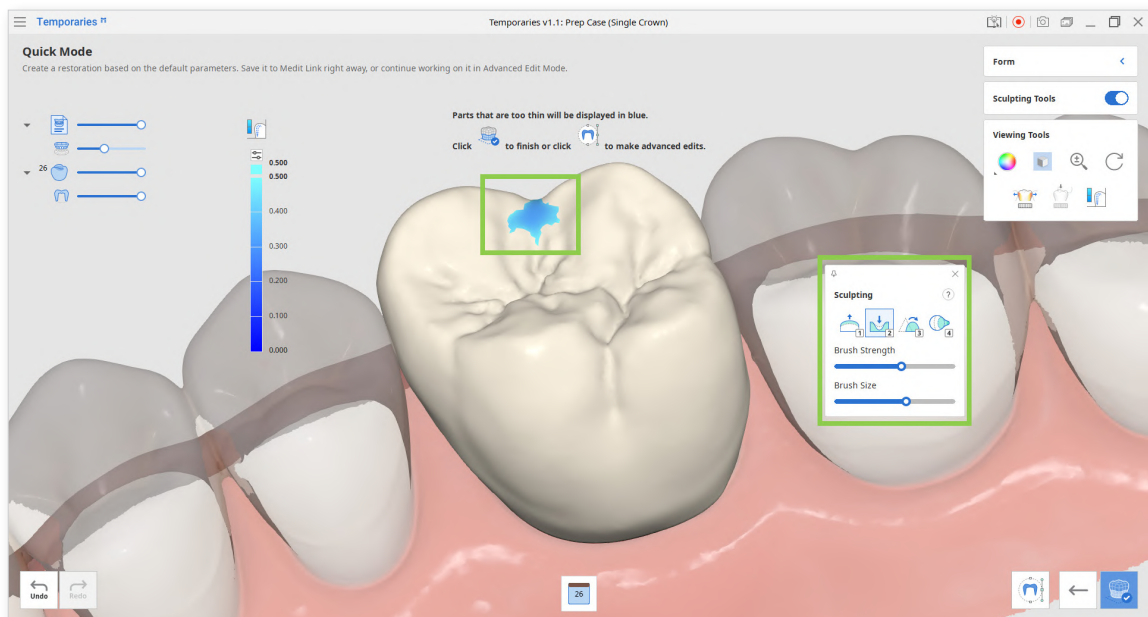 Temporaries
Temporaries v1.1: Prep Case (Single Crown)
Quick Mode
Create a restoration based on the default parameters. Save it to Medit Link right away, or continue working on it in Advanced Edit Mode.
Form
Sculpting Tools
Viewing Tools
Parts that are too thin will be displayed in blue.
Click to finish or click to make advanced edits.
26
0.500
0.500
0.400
0.300
0.200
0.100
0.000
Sculpting
?
1 2 3 4
Brush Strength
Brush Size
Undo
Redo
26